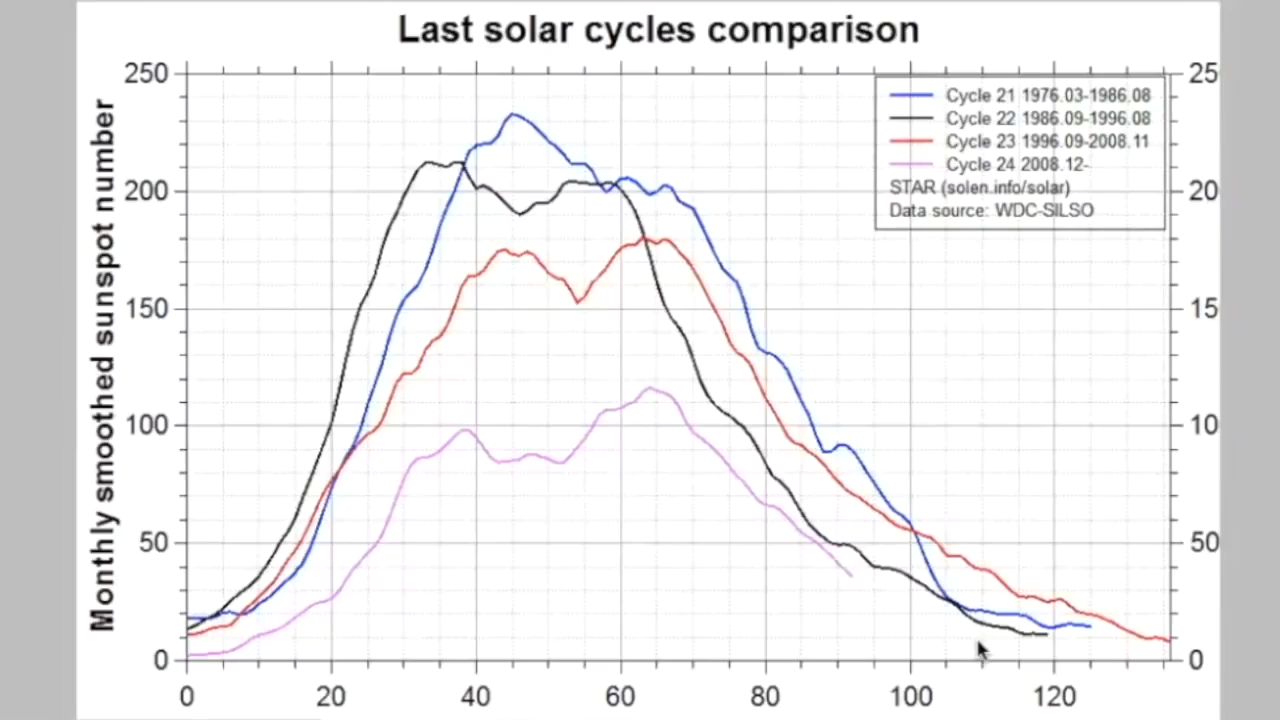 Last solar cycles comparison
Monthly smoothed sunspot number
250
200
150
100
50
0
25
20
15
10
50
0
Cycle 21 1976.03-1986.08
Cycle 22 1986.09-1996.08
Cycle 23 1996.09-2008.11
Cycle 24 2008.12-
STAR (solen.info/solar)
Data source: WDC-SILSO
0 20 40 60 80 100 120